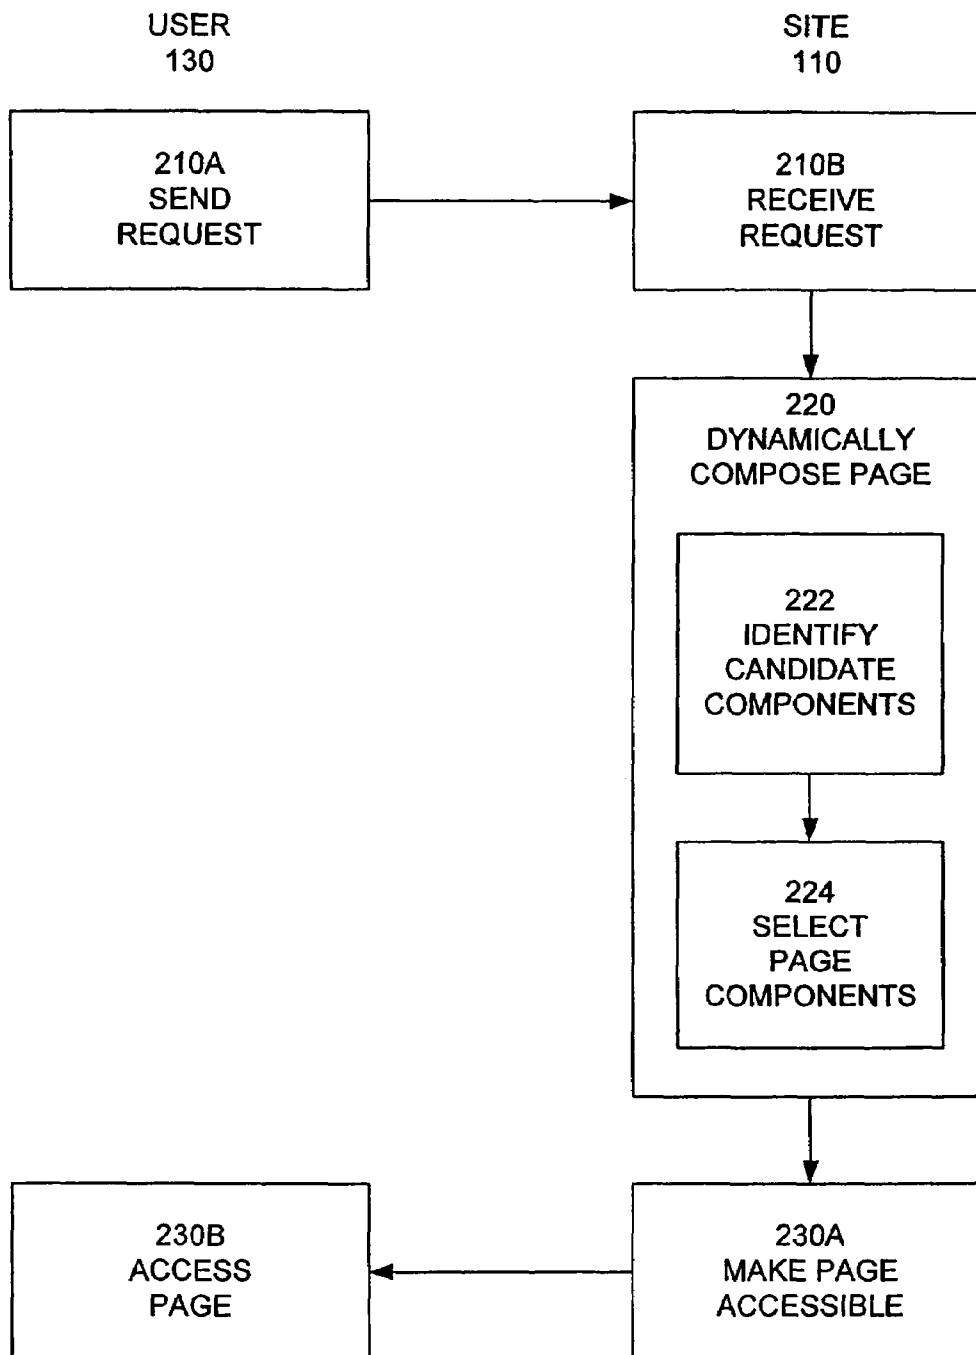 USER
130
SITE
110
210A
SEND
REQUEST
210B
RECEIVE
REQUEST
220
DYNAMICALLY
COMPOSE PAGE
222
IDENTIFY
CANDIDATE
COMPONENTS
224
SELECT
PAGE
COMPONENTS
230B
ACCESS
PAGE
230A
MAKE PAGE
ACCESSIBLE